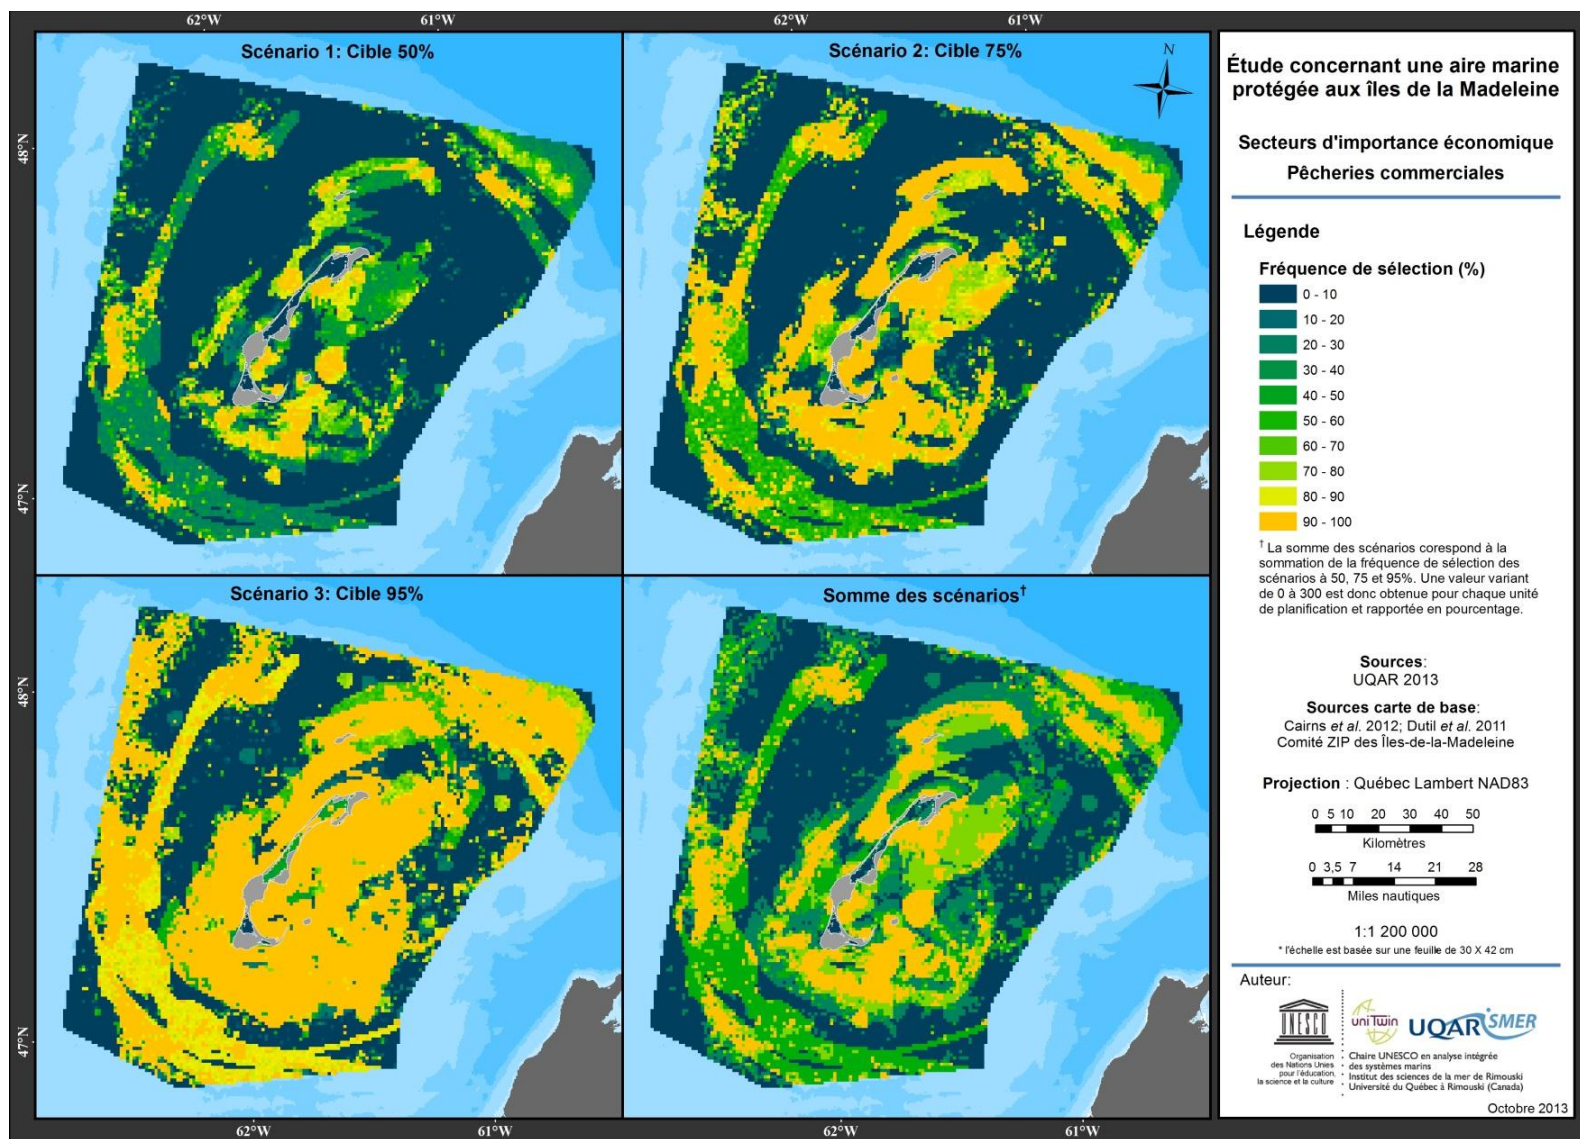 62°W
61°W
62°W
61°W
Scénario 1: Cible 50%
Scénario 2: Cible 75%
N
48°N
47°N
Scénario 3: Cible 95%
Somme des scénarios†
48°N
47°N
62°W
61°W
62°W
61°W
Étude concernant une aire marine
protégée aux îles de la Madeleine
Secteurs d'importance économique
Pêcheries commerciales
Légende
Fréquence de sélection (%)
0 - 10
10 - 20
20 - 30
30 - 40
40 - 50
50 - 60
60 - 70
70 - 80
80 - 90
90 - 100
† La somme des scénarios corespond à la
sommation de la fréquence de sélection des
scénarios à 50, 75 et 95%. Une valeur variant
de 0 à 300 est donc obtenue pour chaque unité
de planification et rapportée en pourcentage.
Sources:
UQAR 2013
Sources carte de base:
Cairns et al. 2012; Dutil et al. 2011
Comité ZIP des Îles-de-la-Madeleine
Projection : Québec Lambert NAD83
0 5 10 20 30 40 50
Kilomètres
0 3,5 7 14 21 28
Miles nautiques
1:1 200 000
* l'échelle est basée sur une feuille de 30 X 42 cm
Auteur:
UNESCO
uniTwin
UQAR ISMER
Organisation
des Nations Unies
pour l'éducation,
la science et la culture
Chaire UNESCO en analyse intégrée
des systèmes marins
Institut des sciences de la mer de Rimouski
Université du Québec à Rimouski (Canada)
Octobre 2013